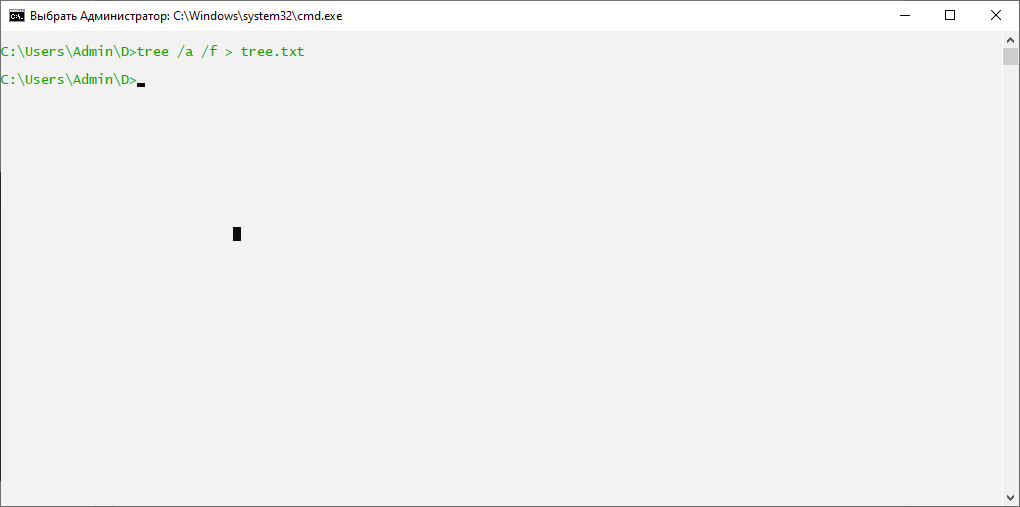 Выбрать Администратор: C:\Windows\system32\cmd.exe
C:\Users\Admin\D>tree /a /f > tree.txt
C:\Users\Admin\D>